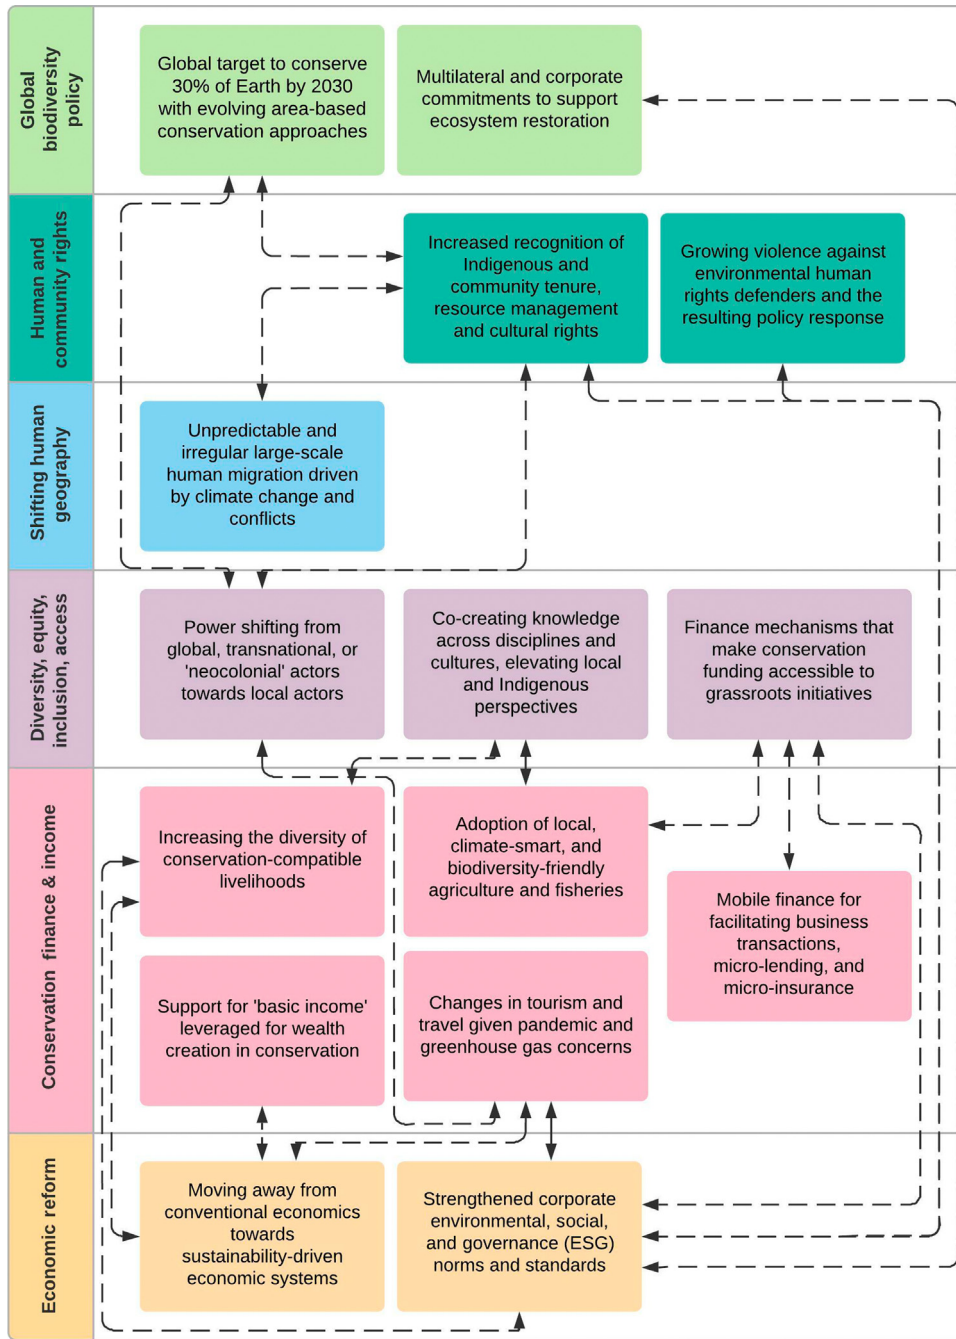 Global
biodiversity
policy
Global target to conserve
30% of Earth by 2030
with evolving area-based
conservation approaches
Multilateral and corporate
commitments to support
ecosystem restoration
Human and
community rights
Increased recognition of
Indigenous and
community tenure,
resource management
and cultural rights
Growing violence against
environmental human
rights defenders and the
resulting policy response
Shifting human
geography
Unpredictable and
irregular large-scale
human migration driven
by climate change and
conflicts
Diversity, equity,
inclusion, access
Power shifting from
global, transnational, or
'neocolonial' actors
towards local actors
Co-creating knowledge
across disciplines and
cultures, elevating local
and Indigenous
perspectives
Finance mechanisms that
make conservation
funding accessible to
grassroots initiatives
Conservation finance & income
Increasing the diversity of
conservation-compatible
livelihoods
Adoption of local,
climate-smart, and
biodiversity-friendly
agriculture and fisheries
Mobile finance for
facilitating business
transactions,
micro-lending, and
micro-insurance
Support for 'basic income'
leveraged for wealth
creation in conservation
Changes in tourism and
travel given pandemic and
greenhouse gas concerns
Economic reform
Moving away from
conventional economics
towards
sustainability-driven
economic systems
Strengthened corporate
environmental, social,
and governance (ESG)
norms and standards